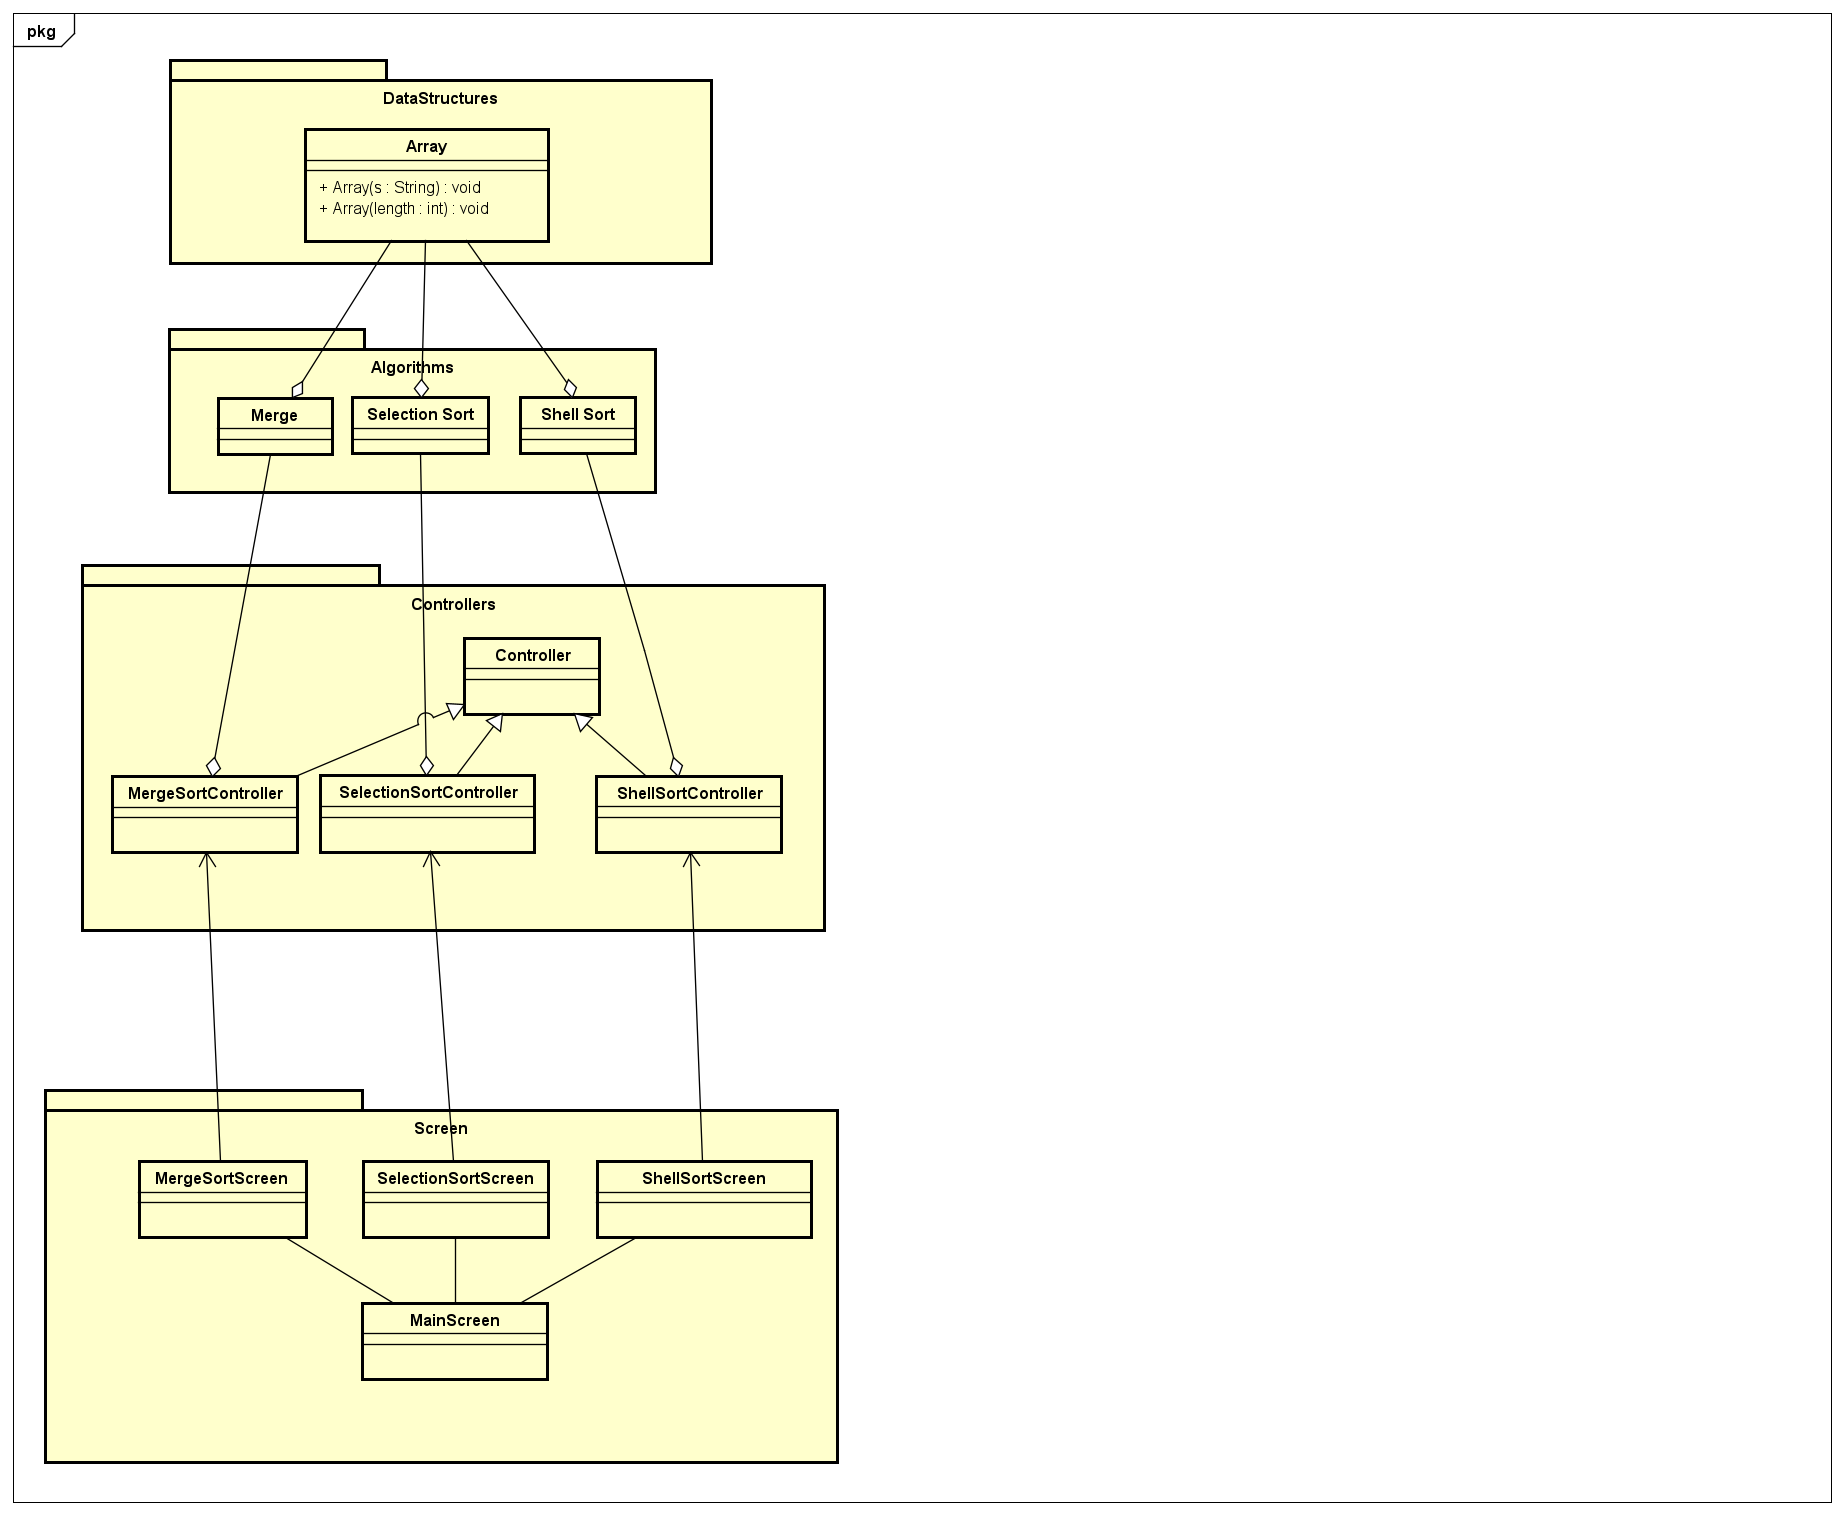 pkg
DataStructures
Array
+ Array(s : String) : void
+ Array(length : int) : void
Algorithms
Merge
Selection Sort
Shell Sort
Controllers
Controller
MergeSortController
SelectionSortController
ShellSortController
Screen
MergeSortScreen
SelectionSortScreen
ShellSortScreen
MainScreen